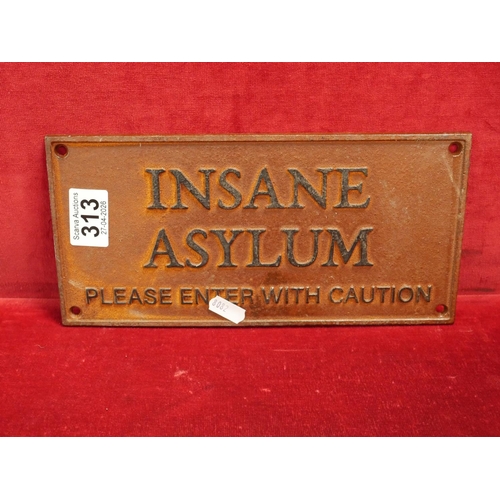 INSANE
ASYLUM
PLEASE ENTER WITH CAUTION
Scarva Auctions
313
27-04-2026